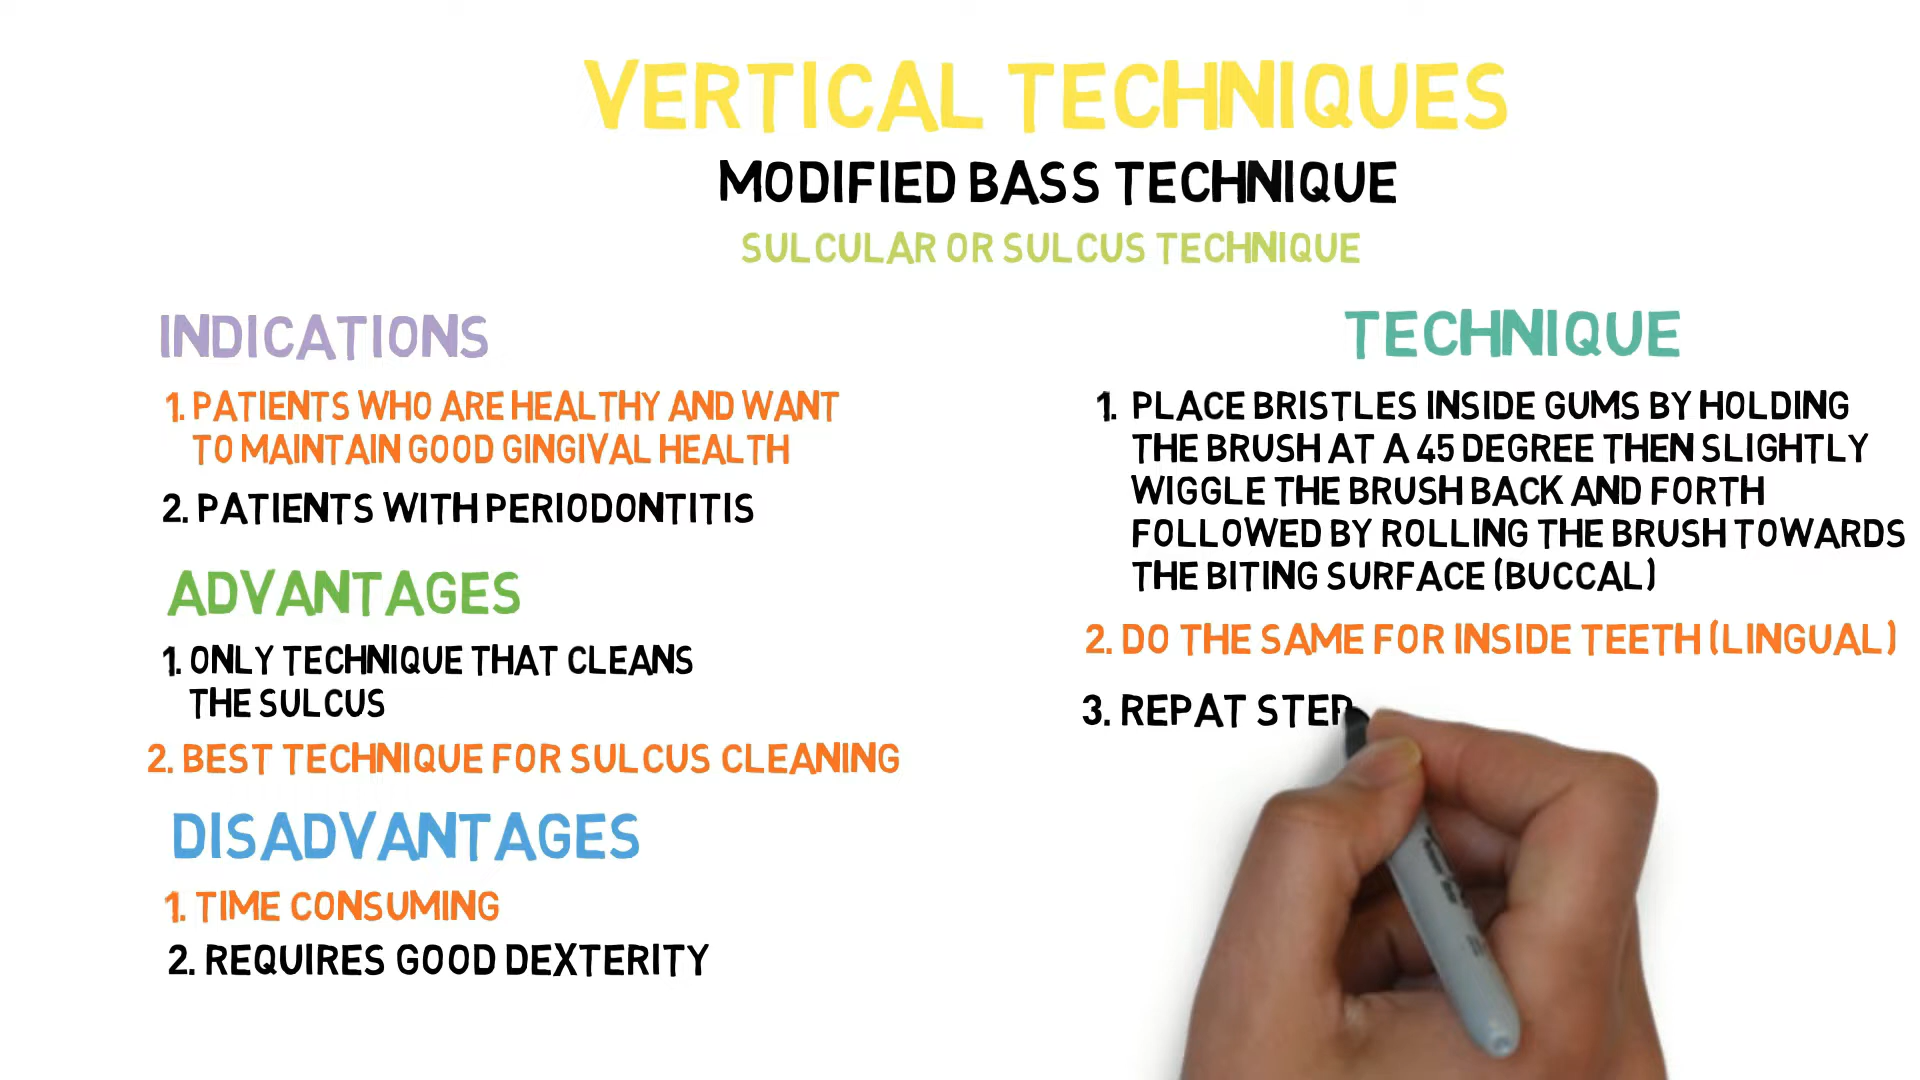 VERTICAL TECHNIQUES
MODIFIED BASS TECHNIQUE
SULCULAR OR SULCUS TECHNIQUE
INDICATIONS
1. PATIENTS WHO ARE HEALTHY AND WANT
TO MAINTAIN GOOD GINGIVAL HEALTH
2. PATIENTS WITH PERIODONTITIS
ADVANTAGES
1. ONLY TECHNIQUE THAT CLEANS
THE SULCUS
2. BEST TECHNIQUE FOR SULCUS CLEANING
DISADVANTAGES
1. TIME CONSUMING
2. REQUIRES GOOD DEXTERITY
TECHNIQUE
1. PLACE BRISTLES INSIDE GUMS BY HOLDING
THE BRUSH AT A 45 DEGREE THEN SLIGHTLY
WIGGLE THE BRUSH BACK AND FORTH
FOLLOWED BY ROLLING THE BRUSH TOWARDS
THE BITING SURFACE (BUCCAL)
2. DO THE SAME FOR INSIDE TEETH (LINGUAL)
3. REPAT STEP